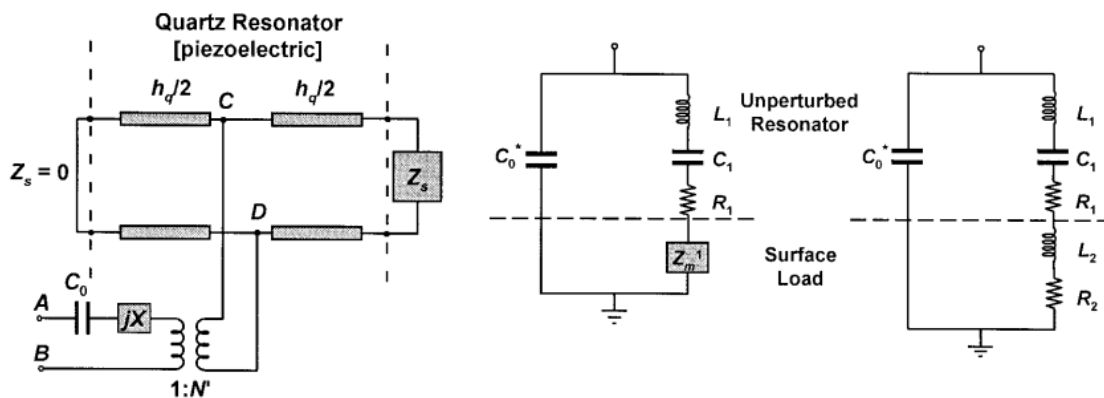 Quartz Resonator
[piezoelectric]
h_q/2
C
h_q/2
Z_s = 0
Z_s
D
C_0
A
jX
B
1:N'
C_0*
L_1
C_1
R_1
Z_m^1
Unperturbed
Resonator
Surface
Load
C_0*
L_1
C_1
R_1
L_2
R_2